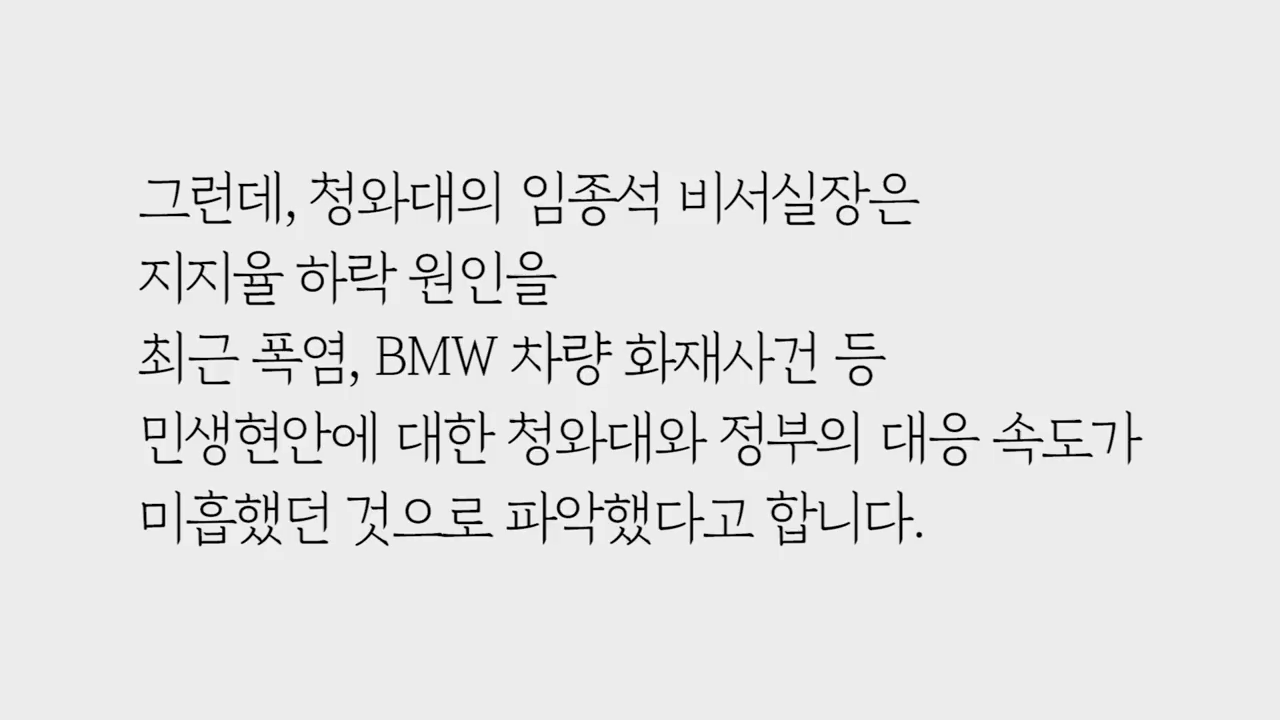 그런데, 청와대의 임종석 비서실장은
지지율 하락 원인을
최근 폭염, BMW 차량 화재사건 등
민생현안에 대한 청와대와 정부의 대응 속도가
미흡했던 것으로 파악했다고 합니다.